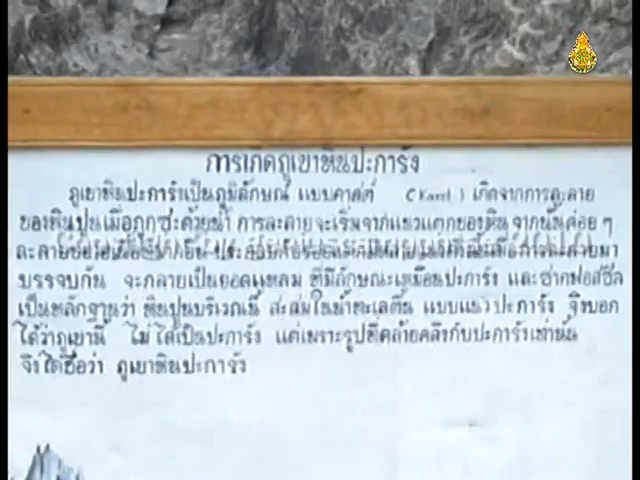 การเกิดภูเขาหินปะการัง
ภูเขาหินปะการังเป็นภูมิลักษณ์ แบบคาสต์ (Karst) เกิดจากการละลาย
ของหินปูนเมื่อถูกชะด้วยน้ำ การละลายจะเริ่มจากแนวแตกของหิน จากนั้นค่อย ๆ
ละลาย
บรรจบกัน จะกลายเป็นยอดแหลม ที่มีลักษณะเหมือนปะการัง และซากฟอสซิล
เป็นหลักฐานว่า หินปูนบริเวณนี้ สะสมในน้ำทะเลตื้น แบบแนวปะการัง จึงบอก
ได้ว่าภูเขานี้ ไม่ได้เป็นปะการัง แต่เพราะรูปที่คล้ายคลึงกับปะการังเท่านั้น
จึงได้ชื่อว่า ภูเขาหินปะการัง